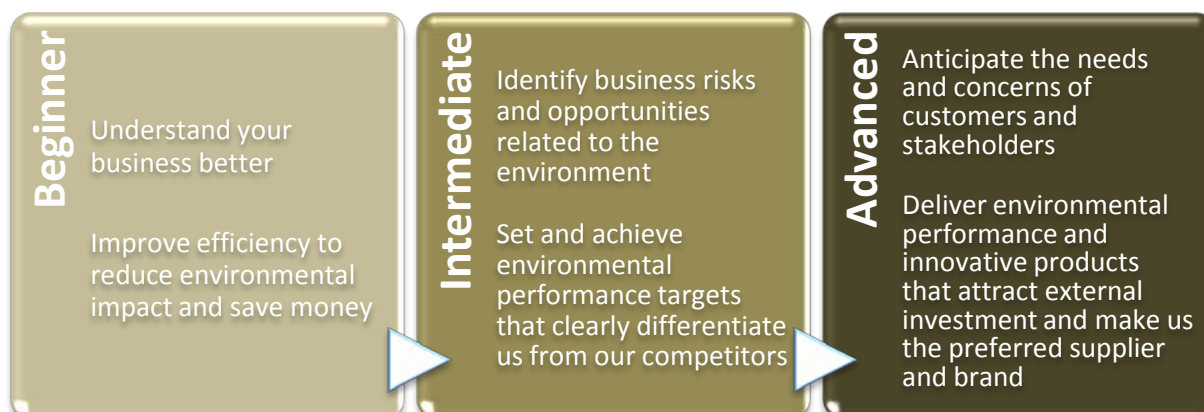 Beginner
Understand your
business better
Improve efficiency to
reduce environmental
impact and save money
Intermediate
Identify business risks
and opportunities
related to the
environment
Set and achieve
environmental
performance targets
that clearly differentiate
us from our competitors
Advanced
Anticipate the needs
and concerns of
customers and
stakeholders
Deliver environmental
performance and
innovative products
that attract external
investment and make us
the preferred supplier
and brand